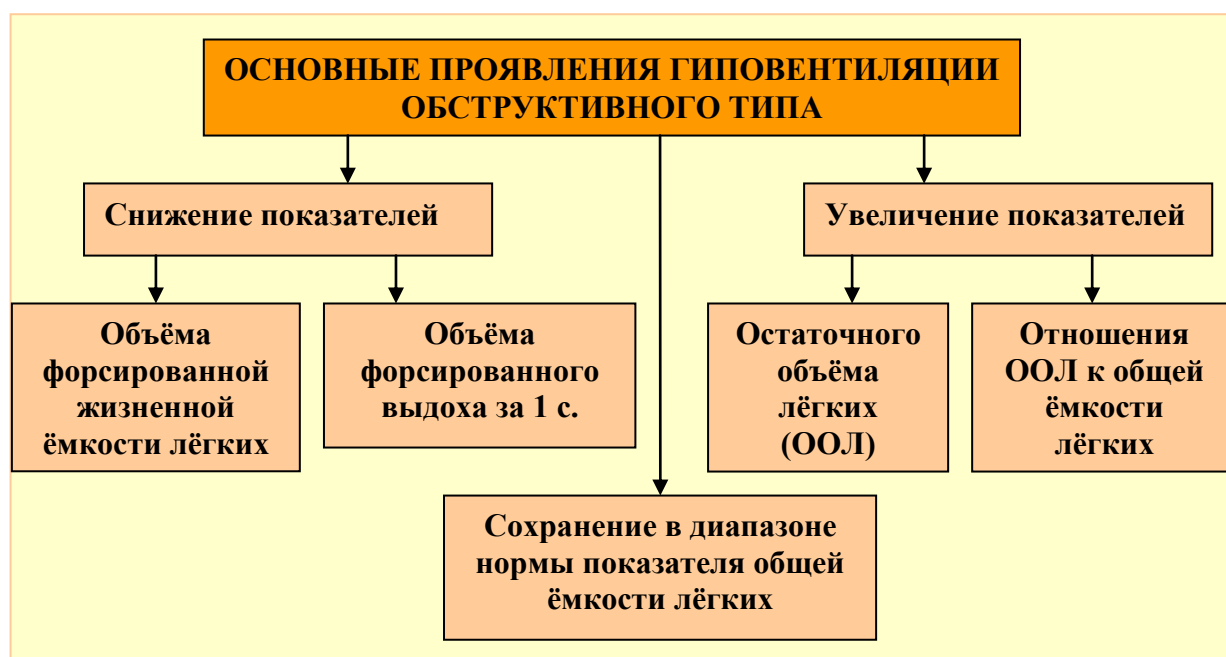 ОСНОВНЫЕ ПРОЯВЛЕНИЯ ГИПОВЕНТИЛЯЦИИ
ОБСТРУКТИВНОГО ТИПА
Снижение показателей
Увеличение показателей
Объёма
форсированной
жизненной
ёмкости лёгких
Объёма
форсированного
выдоха за 1 с.
Остаточного
объёма
лёгких
(ООЛ)
Отношения
ООЛ к общей
ёмкости
лёгких
Сохранение в диапазоне
нормы показателя общей
ёмкости лёгких